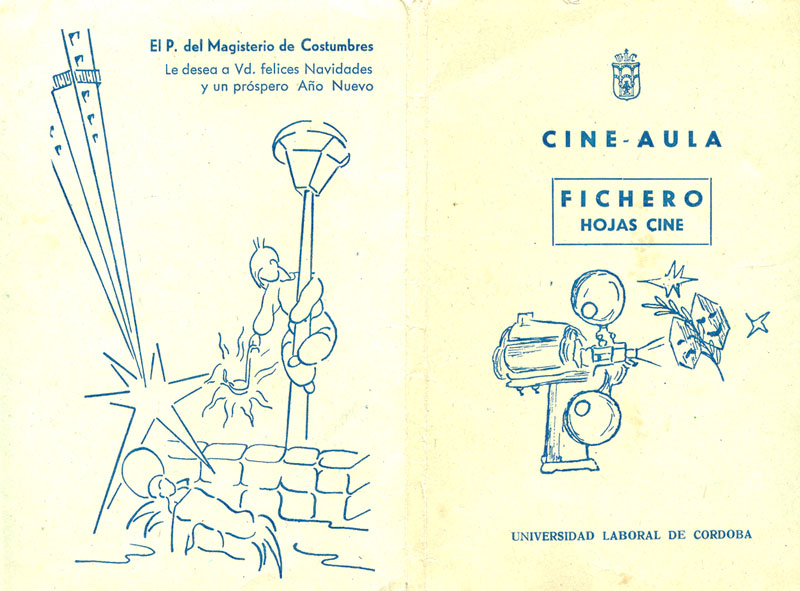 El P. del Magisterio de Costumbres
Le desea a Vd. felices Navidades
y un próspero Año Nuevo
CINE-AULA
FICHERO
HOJAS CINE
UNIVERSIDAD LABORAL DE CORDOBA